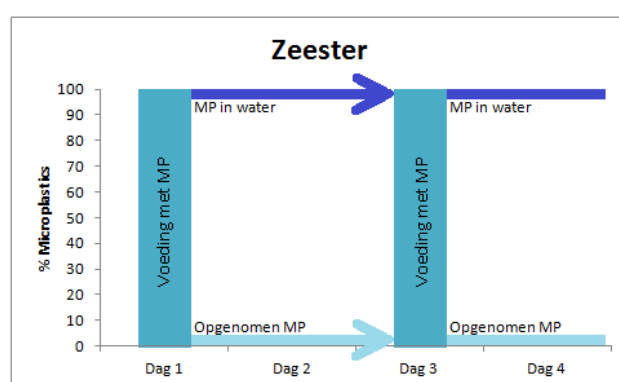 Zeester
% Microplastics
100
90
80
70
60
50
40
30
20
10
0
Voeding met MP
MP in water
Opgenomen MP
Voeding met MP
MP in water
Opgenomen MP
Dag 1
Dag 2
Dag 3
Dag 4